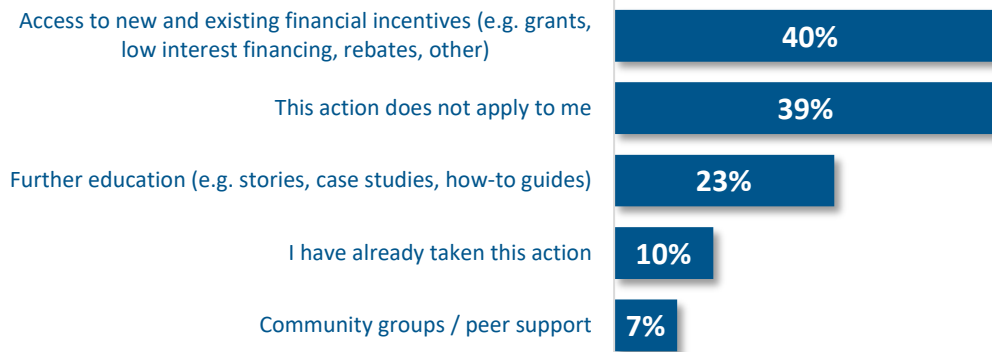 Access to new and existing financial incentives (e.g. grants,
low interest financing, rebates, other)
40%
This action does not apply to me
39%
Further education (e.g. stories, case studies, how-to guides)
23%
I have already taken this action
10%
Community groups / peer support
7%